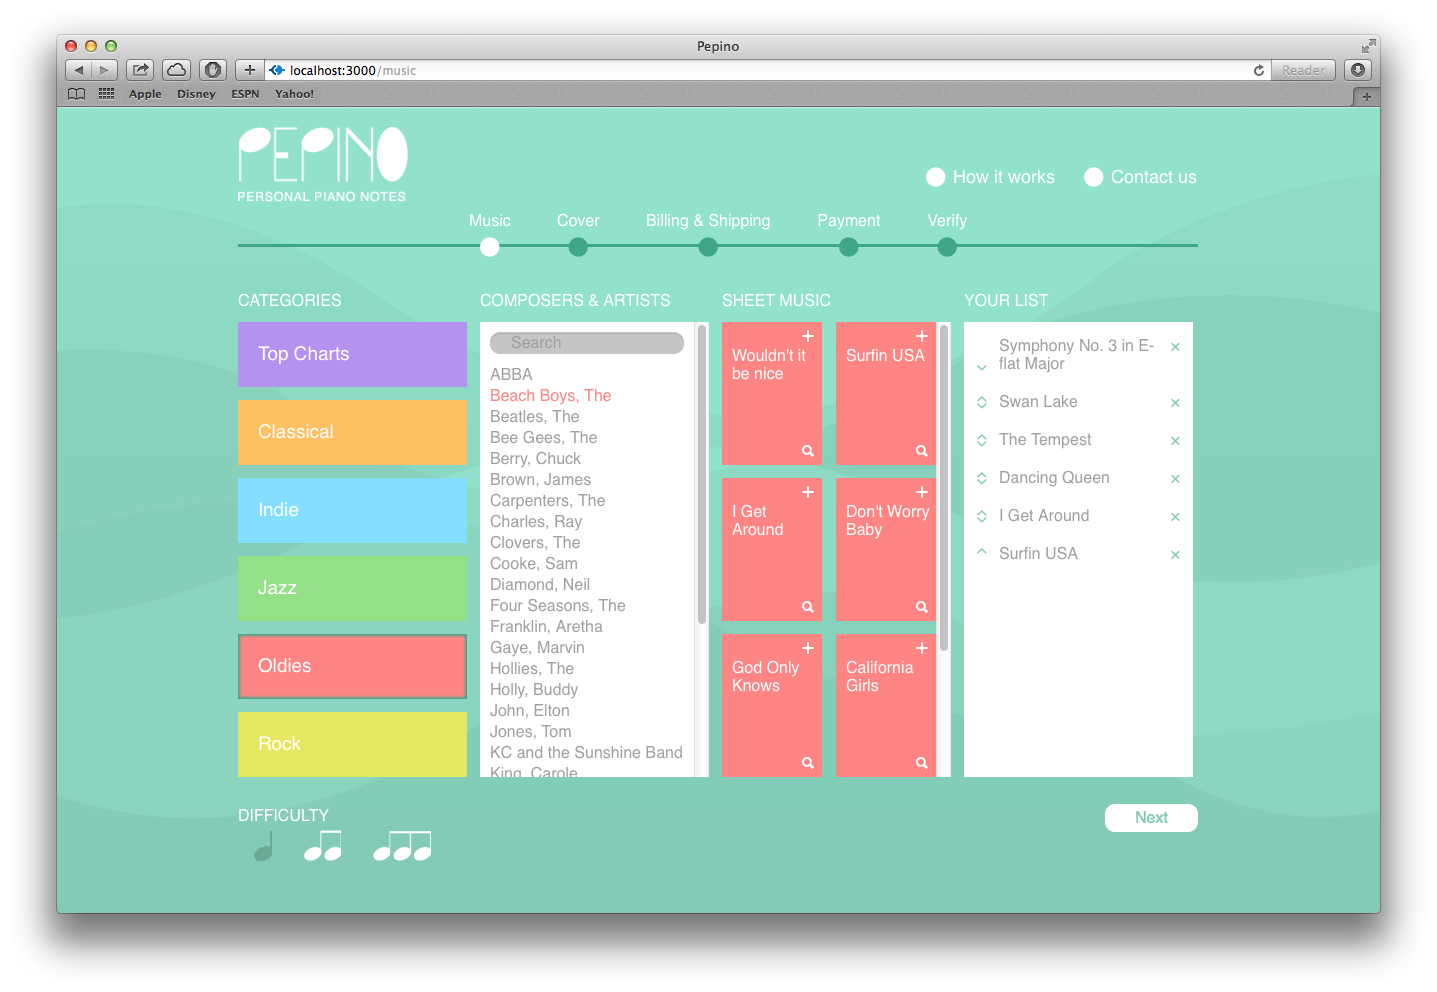 Pepino
localhost:3000/music
Reader
Apple Disney ESPN Yahoo!
PEPINO
PERSONAL PIANO NOTES
How it works
Contact us
Music Cover Billing & Shipping Payment Verify
CATEGORIES
Top Charts
Classical
Indie
Jazz
Oldies
Rock
COMPOSERS & ARTISTS
Search
ABBA
Beach Boys, The
Beatles, The
Bee Gees, The
Berry, Chuck
Brown, James
Carpenters, The
Charles, Ray
Clovers, The
Cooke, Sam
Diamond, Neil
Four Seasons, The
Franklin, Aretha
Gaye, Marvin
Hollies, The
Holly, Buddy
John, Elton
Jones, Tom
KC and the Sunshine Band
King, Carole
SHEET MUSIC
Wouldn't it
be nice
Surfin USA
I Get
Around
Don't Worry
Baby
God Only
Knows
California
Girls
YOUR LIST
Symphony No. 3 in E-
flat Major
Swan Lake
The Tempest
Dancing Queen
I Get Around
Surfin USA
DIFFICULTY
Next